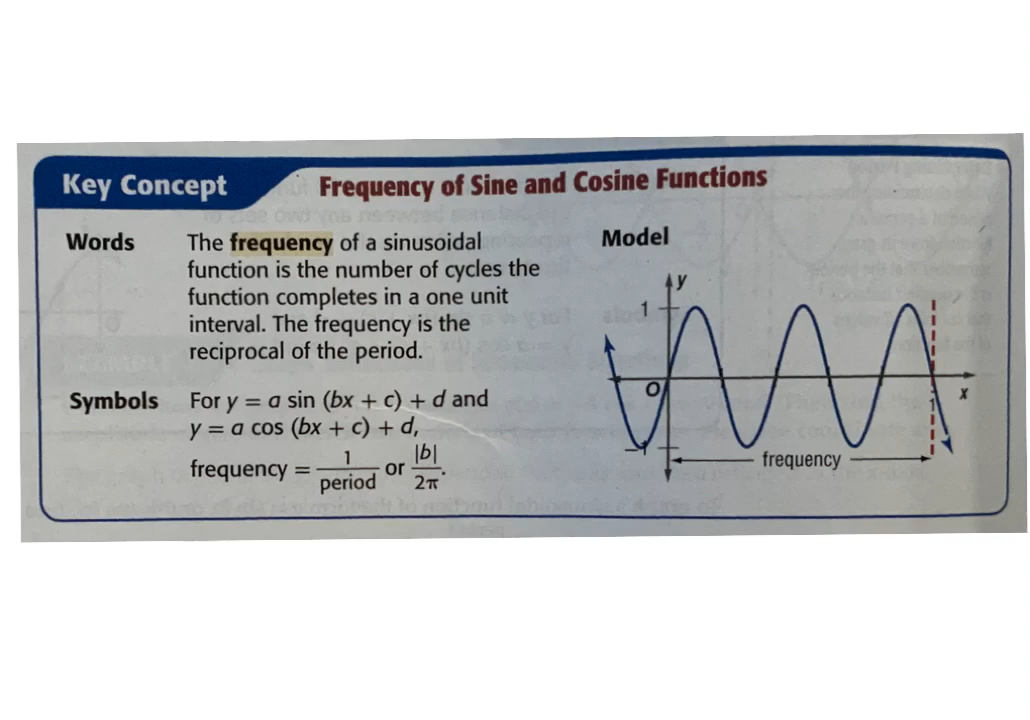 Key Concept
Frequency of Sine and Cosine Functions
Words
The frequency of a sinusoidal
function is the number of cycles the
function completes in a one unit
interval. The frequency is the
reciprocal of the period.
Symbols
For y = a sin (bx + c) + d and
y = a cos (bx + c) + d,
frequency = 1/period or |b|/2π.
Model
y
1
O
1
x
−1
frequency